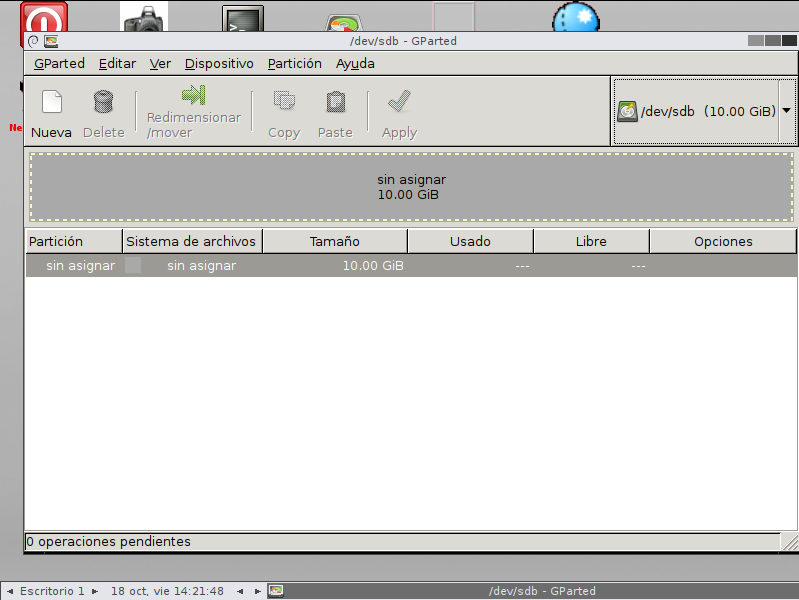 /dev/sdb - GParted
GParted Editar Ver Dispositivo Partición Ayuda
Nueva Delete Redimensionar /mover Copy Paste Apply
/dev/sdb (10.00 GiB)
Ne
sin asignar
10.00 GiB
Partición Sistema de archivos Tamaño Usado Libre Opciones
sin asignar sin asignar 10.00 GiB --- ---
0 operaciones pendientes
Escritorio 1 18 oct, vie 14:21:48 /dev/sdb - GParted